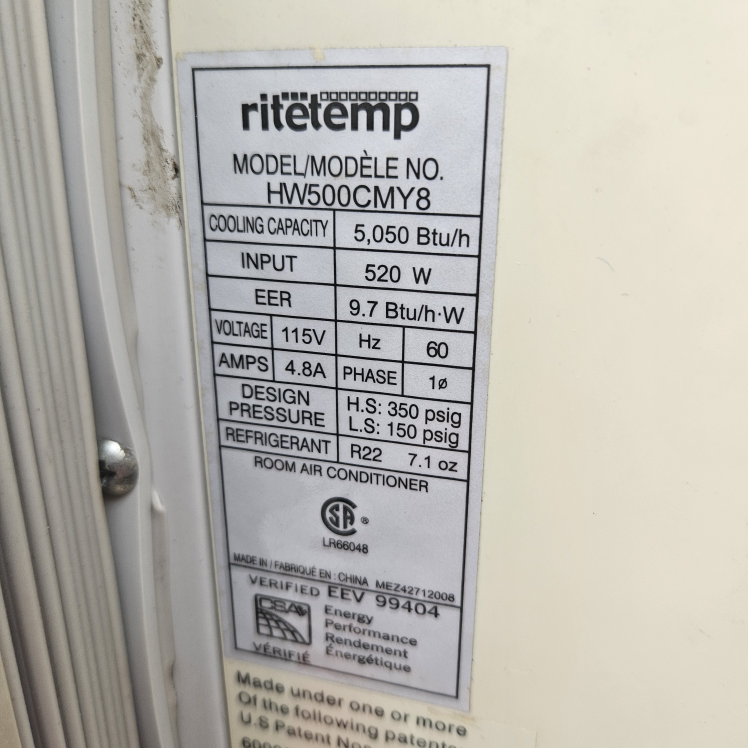 ritetemp
MODEL/MODÈLE NO.
HW500CMY8
COOLING CAPACITY 5,050 Btu/h
INPUT 520 W
EER 9.7 Btu/h·W
VOLTAGE 115V Hz 60
AMPS 4.8A PHASE 1ø
DESIGN PRESSURE H.S: 350 psig
L.S: 150 psig
REFRIGERANT R22 7.1 oz
ROOM AIR CONDITIONER
SA ®
LR66048
MADE IN / FABRIQUÉ EN : CHINA MEZ42712008
VERIFIED EEV 99404
CSA
Energy
Performance
Rendement
VÉRIFIÉ Énergétique
Made under one or more
Of the following patents
U.S Patent Nos